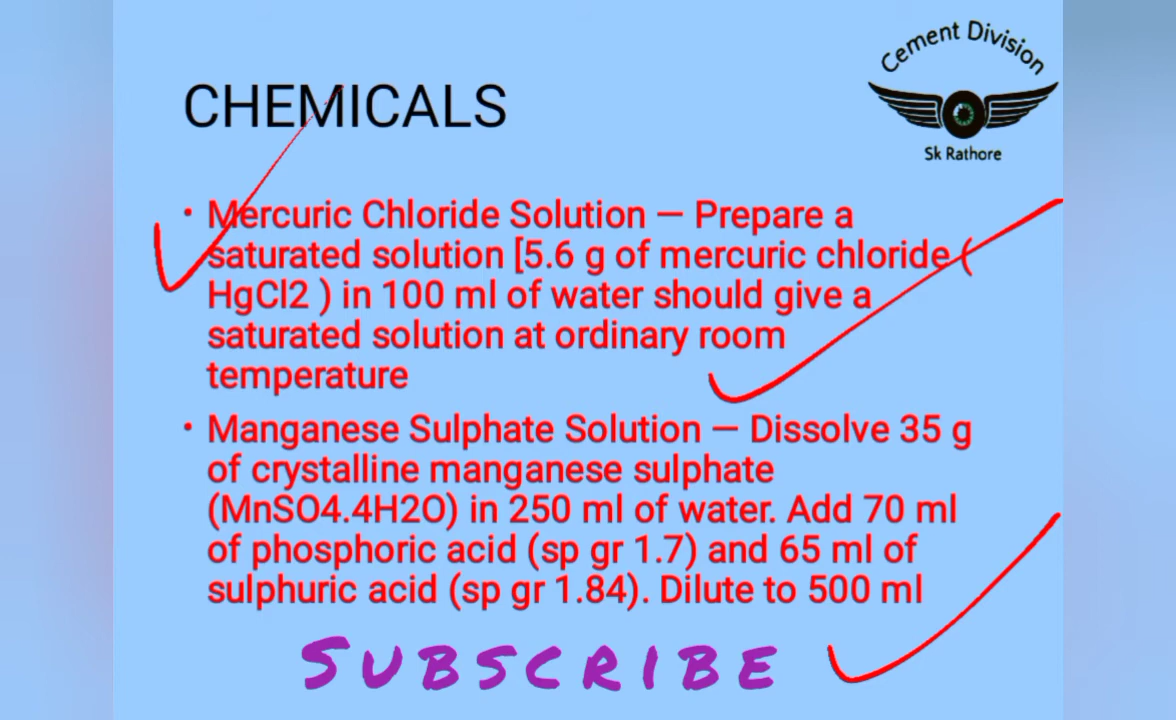 Cement Division
Sk Rathore
CHEMICALS
• Mercuric Chloride Solution — Prepare a
saturated solution [5.6 g of mercuric chloride (
HgCl2 ) in 100 ml of water should give a
saturated solution at ordinary room
temperature
• Manganese Sulphate Solution — Dissolve 35 g
of crystalline manganese sulphate
(MnSO4.4H2O) in 250 ml of water. Add 70 ml
of phosphoric acid (sp gr 1.7) and 65 ml of
sulphuric acid (sp gr 1.84). Dilute to 500 ml
SUBSCRIBE